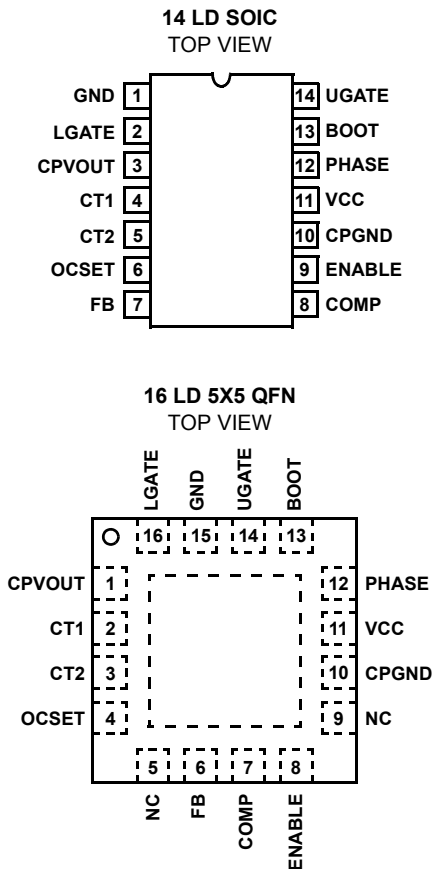 14 LD SOIC
TOP VIEW
GND 1 14 UGATE
LGATE 2 13 BOOT
CPVOUT 3 12 PHASE
CT1 4 11 VCC
CT2 5 10 CPGND
OCSET 6 9 ENABLE
FB 7 8 COMP
16 LD 5X5 QFN
TOP VIEW
LGATE GND UGATE BOOT
16 15 14 13
CPVOUT 1 12 PHASE
CT1 2 11 VCC
CT2 3 10 CPGND
OCSET 4 9 NC
5 6 7 8
NC FB COMP ENABLE